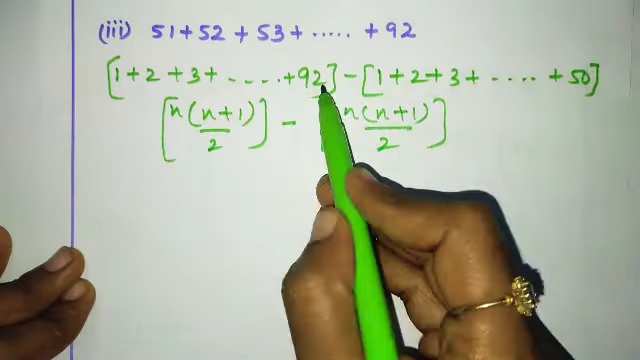 (iii) 51+52+53+.....+92
[1+2+3+.....+92]-[1+2+3+....+50]
[n(n+1)/2] - [n(n+1)/2]